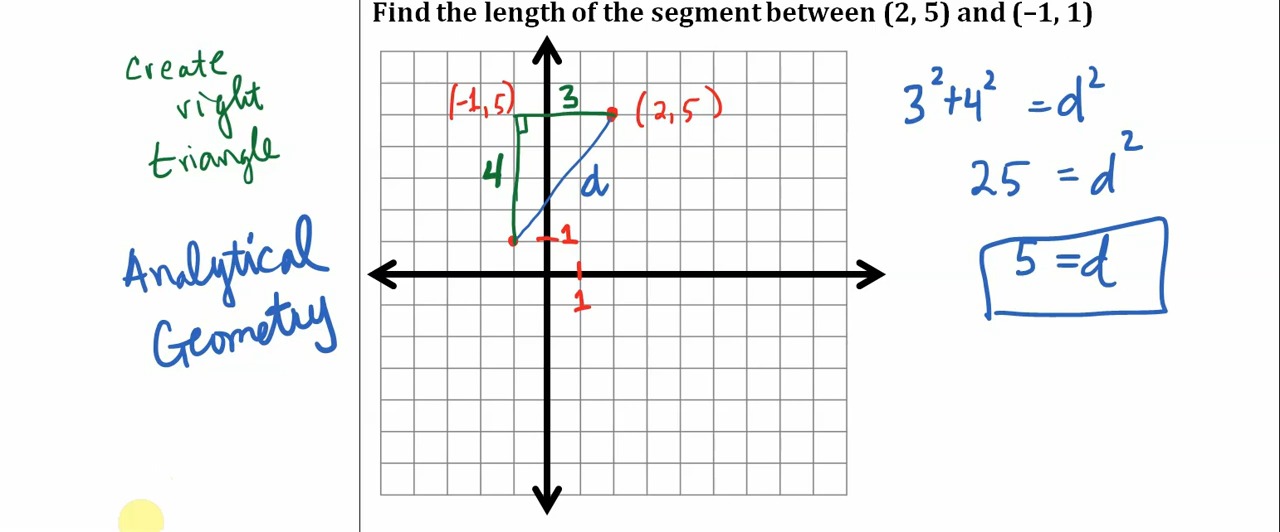 Find the length of the segment between (2, 5) and (−1, 1)
create
right
triangle
Analytical
Geometry
(-1,5)
3
(2,5)
4
d
1
1
3²+4² = d²
25 = d²
5 = d